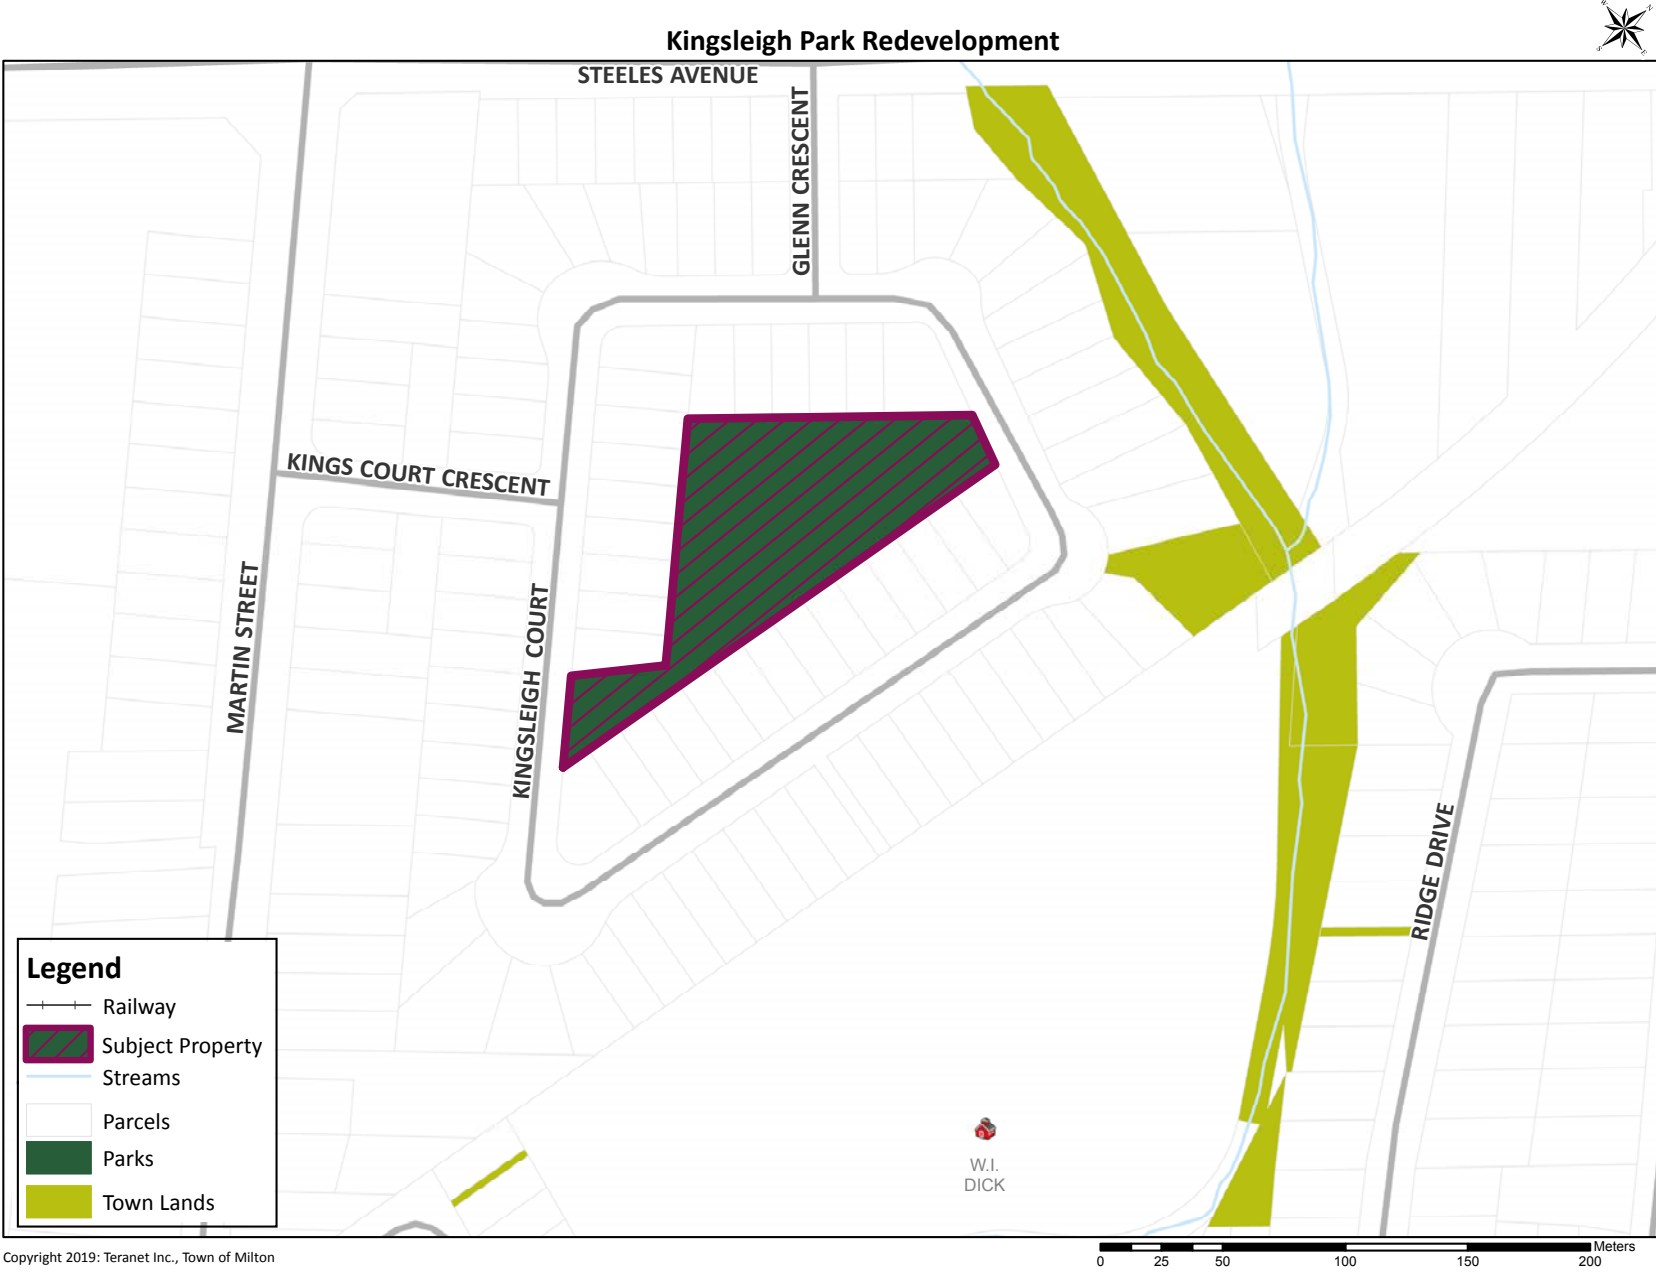 Kingsleigh Park Redevelopment
W
N
S
E
STEELES AVENUE
GLENN CRESCENT
KINGS COURT CRESCENT
MARTIN STREET
KINGSLEIGH COURT
RIDGE DRIVE
Legend
Railway
Subject Property
Streams
Parcels
Parks
Town Lands
W.I.
DICK
Copyright 2019: Teranet Inc., Town of Milton
Meters
0 25 50 100 150 200